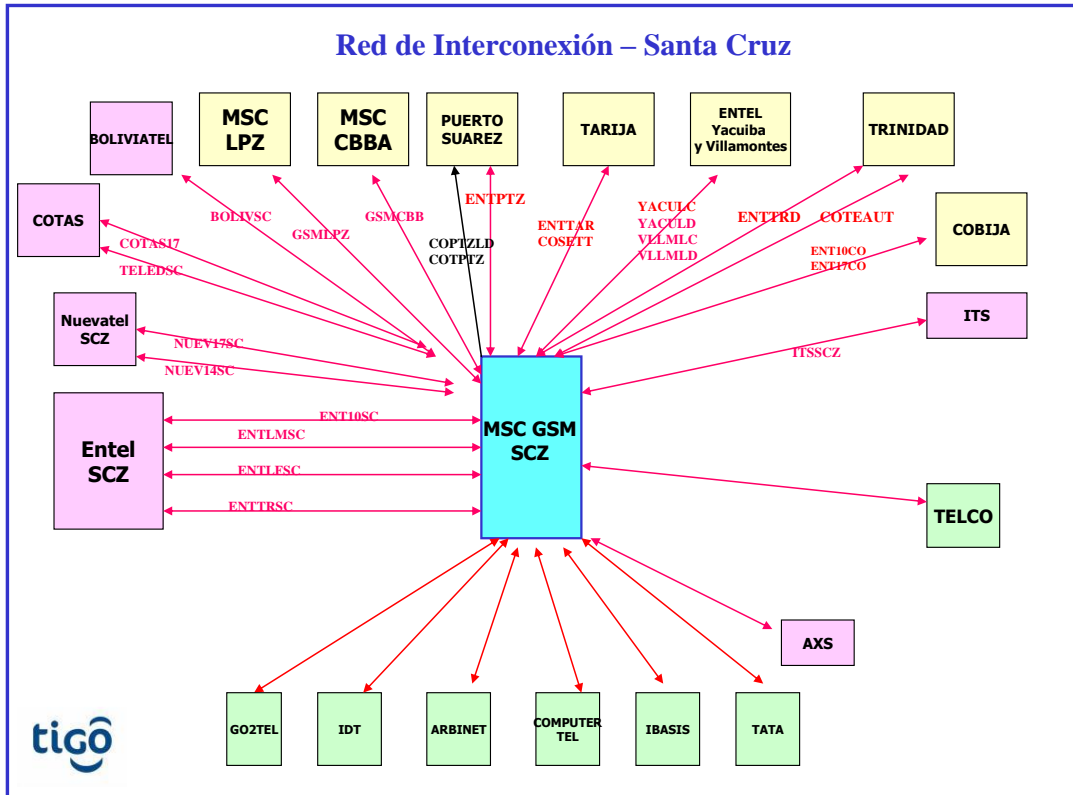 Red de Interconexión – Santa Cruz
BOLIVIATEL
MSC
LPZ
MSC
CBBA
PUERTO
SUAREZ
TARIJA
ENTEL
Yacuiba
y Villamontes
TRINIDAD
COTAS
COBIJA
ITS
Nuevatel
SCZ
Entel
SCZ
BOLIVSC
GSMLPZ
GSMCBB
ENTPTZ
COPTZLD
COTPTZ
ENTTAR
COSETT
YACULC
YACULD
VLLMLC
VLLMLD
ENTTRD
COTEAUT
ENT10CO
ENT17CO
COTAS17
TELEDSC
NUEV17SC
NUEV14SC
ITSSCZ
ENT10SC
ENTLMSC
ENTLFSC
ENTTRSC
MSC GSM
SCZ
TELCO
AXS
GO2TEL
IDT
ARBINET
COMPUTER
TEL
IBASIS
TATA
tigo